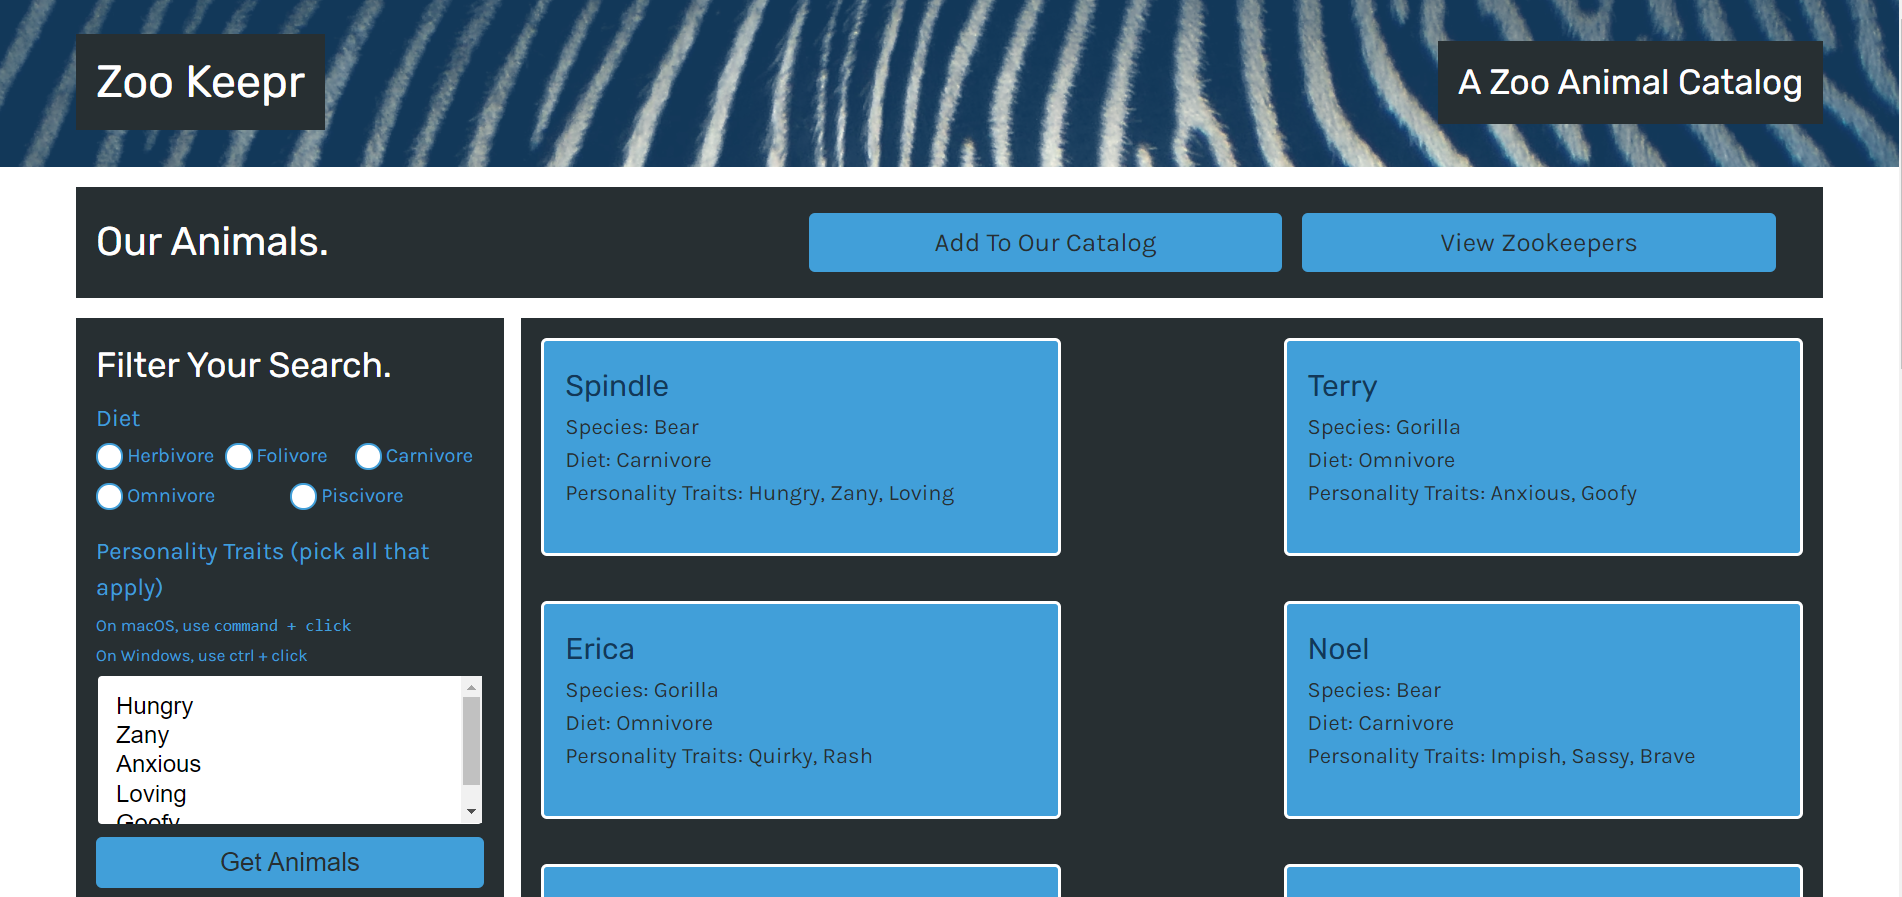 Zoo Keepr
A Zoo Animal Catalog
Our Animals.
Add To Our Catalog
View Zookeepers
Filter Your Search.
Diet
Herbivore
Folivore
Carnivore
Omnivore
Piscivore
Personality Traits (pick all that
apply)
On macOS, use command + click
On Windows, use ctrl + click
Hungry
Zany
Anxious
Loving
Goofy
Get Animals
Spindle
Species: Bear
Diet: Carnivore
Personality Traits: Hungry, Zany, Loving
Terry
Species: Gorilla
Diet: Omnivore
Personality Traits: Anxious, Goofy
Erica
Species: Gorilla
Diet: Omnivore
Personality Traits: Quirky, Rash
Noel
Species: Bear
Diet: Carnivore
Personality Traits: Impish, Sassy, Brave